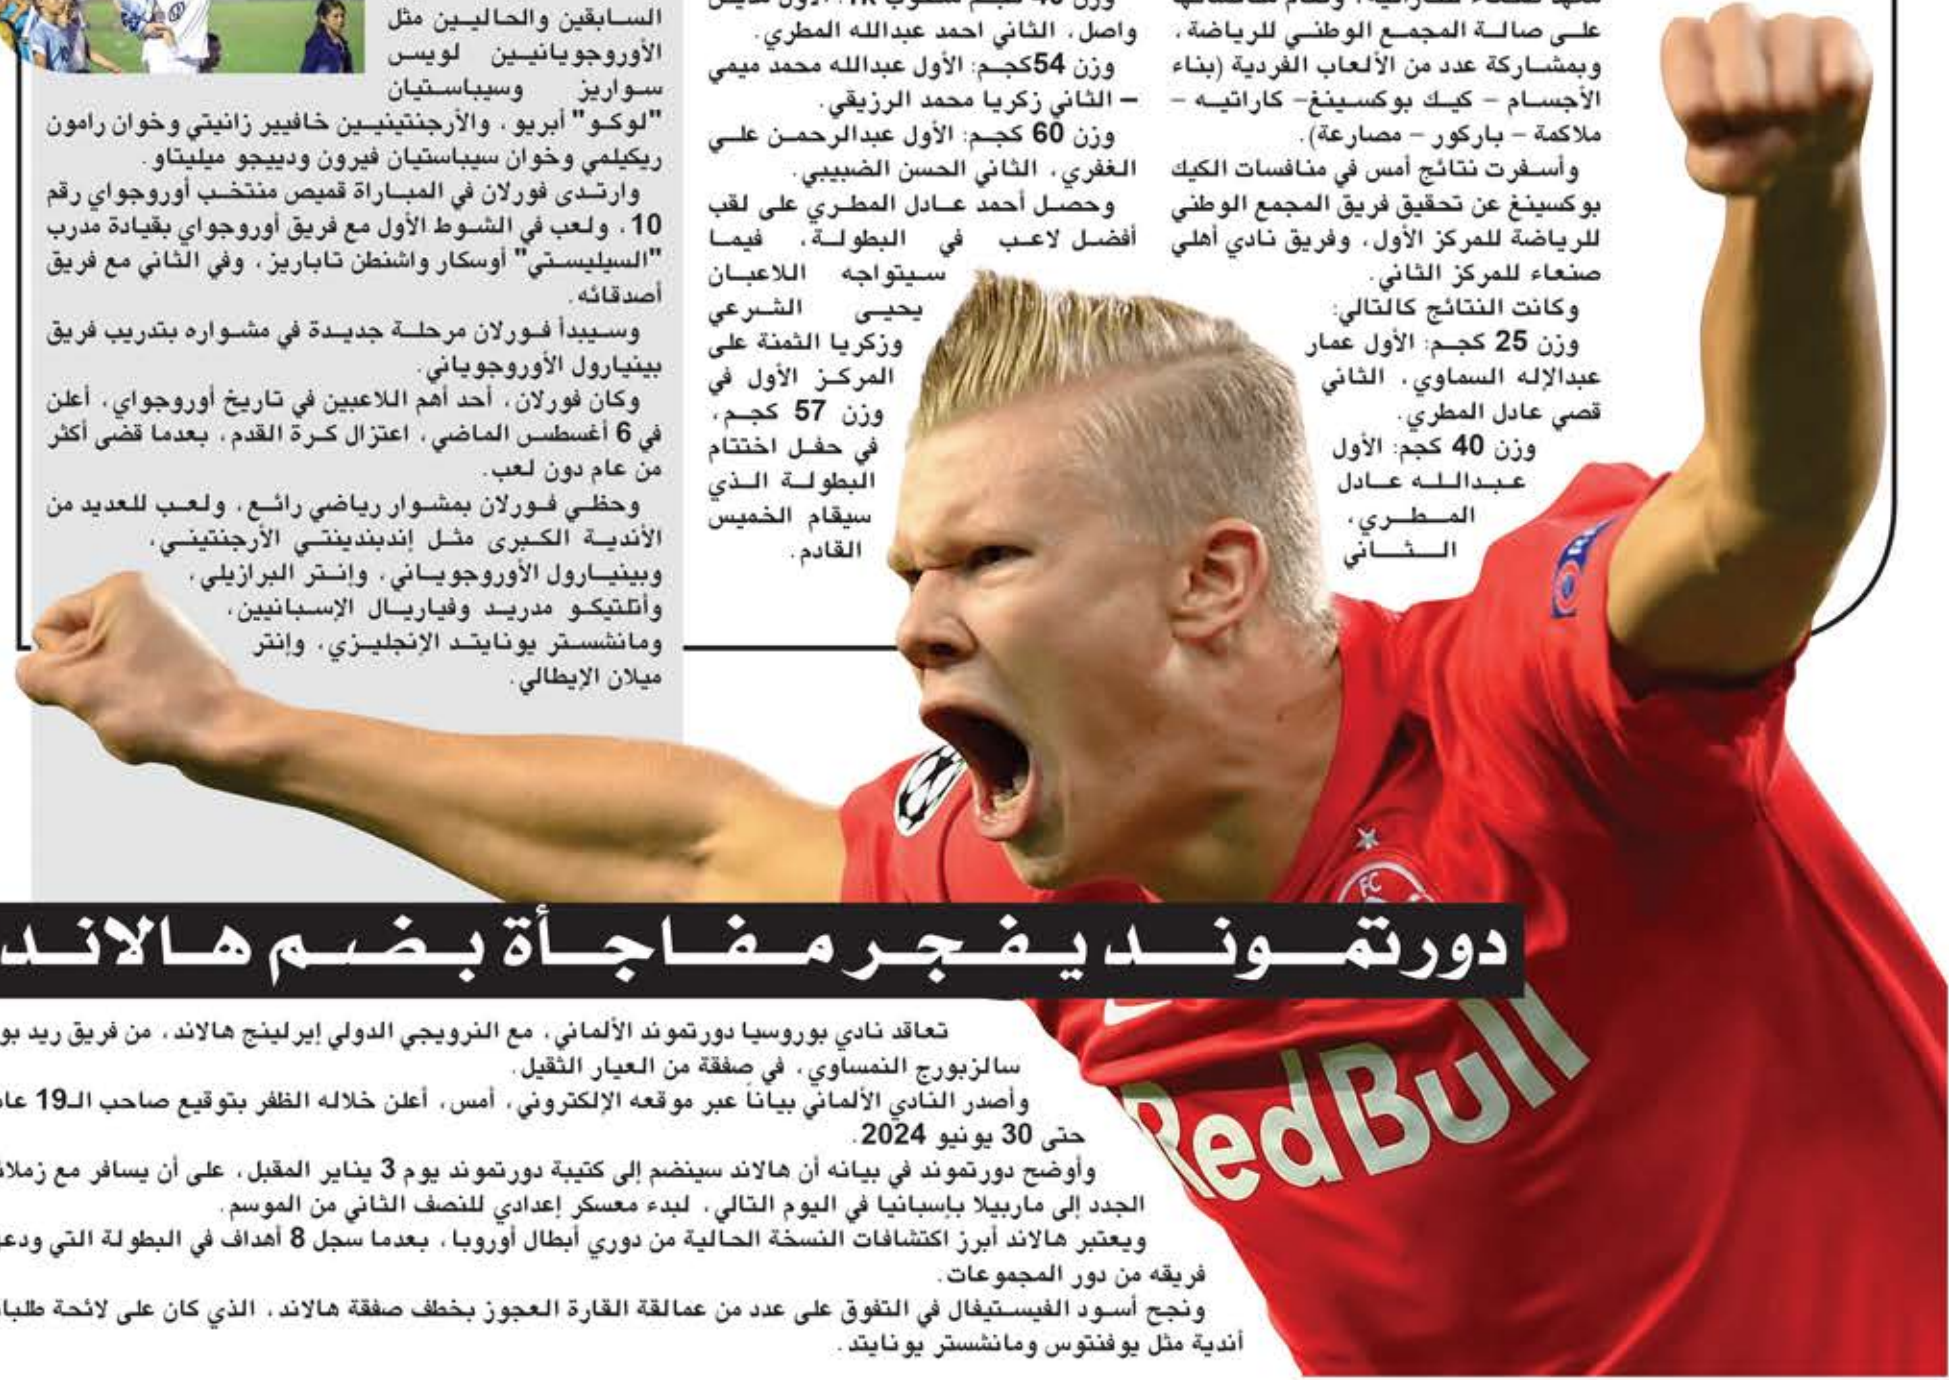 على صالة المجمع الوطني للرياضة،
وبمشاركة عدد من الألعاب الفردية (بناء
الأجسام – كيك بوكسينغ– كاراتيه –
ملاكمة – باركور – مصارعة).
وأسفرت نتائج أمس في منافسات الكيك
بوكسينغ عن تحقيق فريق المجمع الوطني
للرياضة للمركز الأول، وفريق نادي أهلي
صنعاء للمركز الثاني.
وكانت النتائج كالتالي:
وزن 25 كجم: الأول عمار
عبدالإله السماوي، الثاني
قصي عادل المطري.
وزن 40 كجم: الأول
عبدالله عادل
المطري،
الثاني
واصل، الثاني احمد عبدالله المطري.
وزن 54كجم: الأول عبدالله محمد ميمي
– الثاني زكريا محمد الرزيقي.
وزن 60 كجم: الأول عبدالرحمن علي
الغفري، الثاني الحسن الضبيبي.
وحصل أحمد عادل المطري على لقب
أفضل لاعب في البطولة، فيما
سيتواجه اللاعبان
يحيى الشرعي
وزكريا الثمنة على
المركز الأول في
وزن 57 كجم،
في حفل اختتام
البطولة الذي
سيقام الخميس
القادم.
السابقين والحاليين مثل
الأوروجويانيين لويس
سواريز وسيباستيان
"لوكو" أبريو، والأرجنتينيين خافيير زانيتي وخوان رامون
ريكيلمي وخوان سيباستيان فيرون ودييجو ميليتاو.
وارتدى فورلان في المباراة قميص منتخب أوروجواي رقم
10، ولعب في الشوط الأول مع فريق أوروجواي بقيادة مدرب
"السيليستي" أوسكار واشنطن تاباريز، وفي الثاني مع فريق
أصدقائه.
وسيبدأ فورلان مرحلة جديدة في مشواره بتدريب فريق
بينيارول الأوروجوياني.
وكان فورلان، أحد أهم اللاعبين في تاريخ أوروجواي، أعلن
في 6 أغسطس الماضي، اعتزال كرة القدم، بعدما قضى أكثر
من عام دون لعب.
وحظي فورلان بمشوار رياضي رائع، ولعب للعديد من
الأندية الكبرى مثل إندبندينتي الأرجنتيني،
وبينيارول الأوروجوياني، وإنتر البرازيلي،
وأتلتيكو مدريد وفياريال الإسبانيين،
ومانشستر يونايتد الإنجليزي، وإنتر
ميلان الإيطالي.
FC
دورتموند يفجر مفاجأة بضم هالاند
RedBull
تعاقد نادي بوروسيا دورتموند الألماني، مع النرويجي الدولي إيرلينج هالاند، من فريق ريد بو
سالزبورج النمساوي، في صفقة من العيار الثقيل.
وأصدر النادي الألماني بياناً عبر موقعه الإلكتروني، أمس، أعلن خلاله الظفر بتوقيع صاحب الـ19 عام
حتى 30 يونيو 2024.
وأوضح دورتموند في بيانه أن هالاند سينضم إلى كتيبة دورتموند يوم 3 يناير المقبل، على أن يسافر مع زملائ
الجدد إلى ماربيلا بإسبانيا في اليوم التالي، لبدء معسكر إعدادي للنصف الثاني من الموسم.
ويعتبر هالاند أبرز اكتشافات النسخة الحالية من دوري أبطال أوروبا، بعدما سجل 8 أهداف في البطولة التي ودع
فريقه من دور المجموعات.
ونجح أسود الفيستيفال في التفوق على عدد من عمالقة القارة العجوز بخطف صفقة هالاند، الذي كان على لائحة طلبا
أندية مثل يوفنتوس ومانشستر يونايتد.